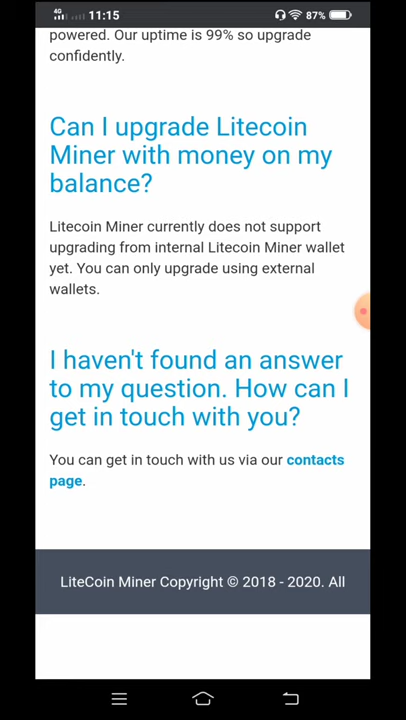 4G 11:15 87%
powered. Our uptime is 99% so upgrade
confidently.
Can I upgrade Litecoin
Miner with money on my
balance?
Litecoin Miner currently does not support
upgrading from internal Litecoin Miner wallet
yet. You can only upgrade using external
wallets.
I haven't found an answer
to my question. How can I
get in touch with you?
You can get in touch with us via our contacts
page.
LiteCoin Miner Copyright © 2018 - 2020. All